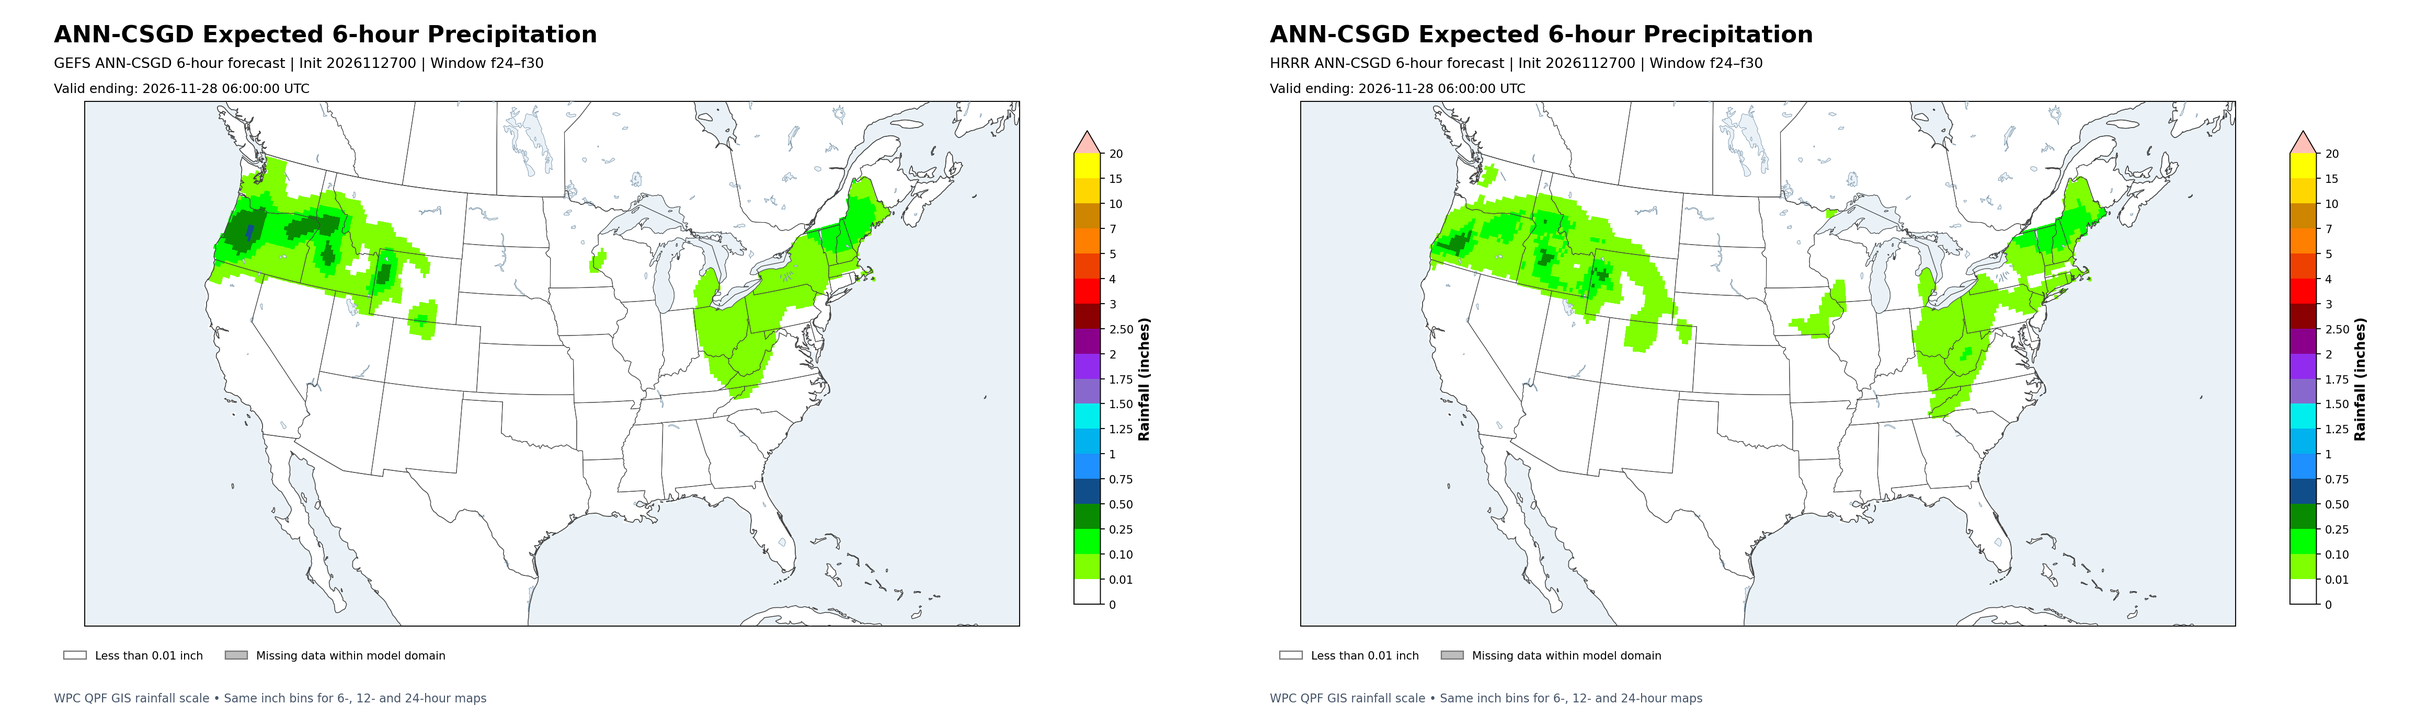 ANN-CSGD Expected 6-hour Precipitation
GEFS ANN-CSGD 6-hour forecast | Init 2026112700 | Window f24–f30
Valid ending: 2026-11-28 06:00:00 UTC
20
15
10
7
5
4
3
2.50
2
1.75
1.50
1.25
1
0.75
0.50
0.25
0.10
0.01
0
Rainfall (inches)
Less than 0.01 inch
Missing data within model domain
WPC QPF GIS rainfall scale • Same inch bins for 6-, 12- and 24-hour maps
ANN-CSGD Expected 6-hour Precipitation
HRRR ANN-CSGD 6-hour forecast | Init 2026112700 | Window f24–f30
Valid ending: 2026-11-28 06:00:00 UTC
20
15
10
7
5
4
3
2.50
2
1.75
1.50
1.25
1
0.75
0.50
0.25
0.10
0.01
0
Rainfall (inches)
Less than 0.01 inch
Missing data within model domain
WPC QPF GIS rainfall scale • Same inch bins for 6-, 12- and 24-hour maps